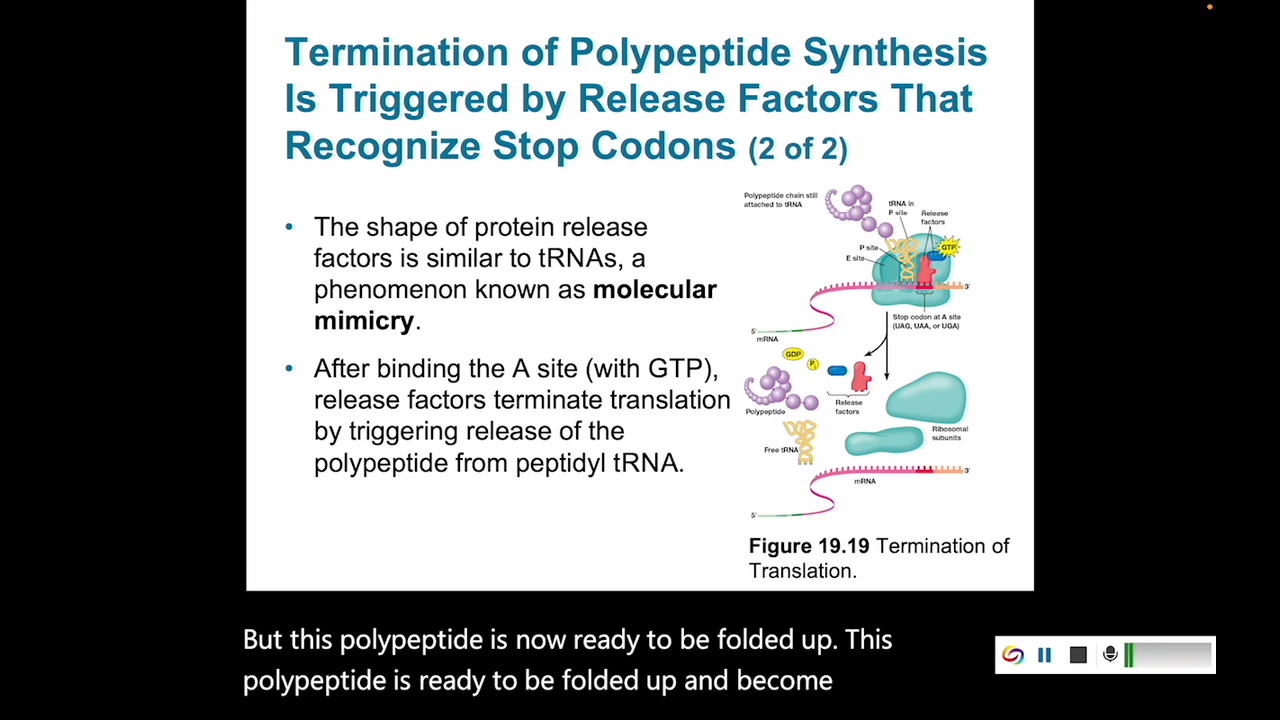 Termination of Polypeptide Synthesis
Is Triggered by Release Factors That
Recognize Stop Codons (2 of 2)
• The shape of protein release
factors is similar to tRNAs, a
phenomenon known as molecular
mimicry.
• After binding the A site (with GTP),
release factors terminate translation
by triggering release of the
polypeptide from peptidyl tRNA.
Polypeptide chain still
attached to tRNA
tRNA in
P site
Release
factors
P site
E site
GTP
3'
Stop codon at A site
(UAG, UAA, or UGA)
5'
mRNA
GDP
Pi
Polypeptide
Release
factors
Ribosomal
subunits
Free tRNA
3'
mRNA
5'
Figure 19.19 Termination of
Translation.
But this polypeptide is now ready to be folded up. This
polypeptide is ready to be folded up and become